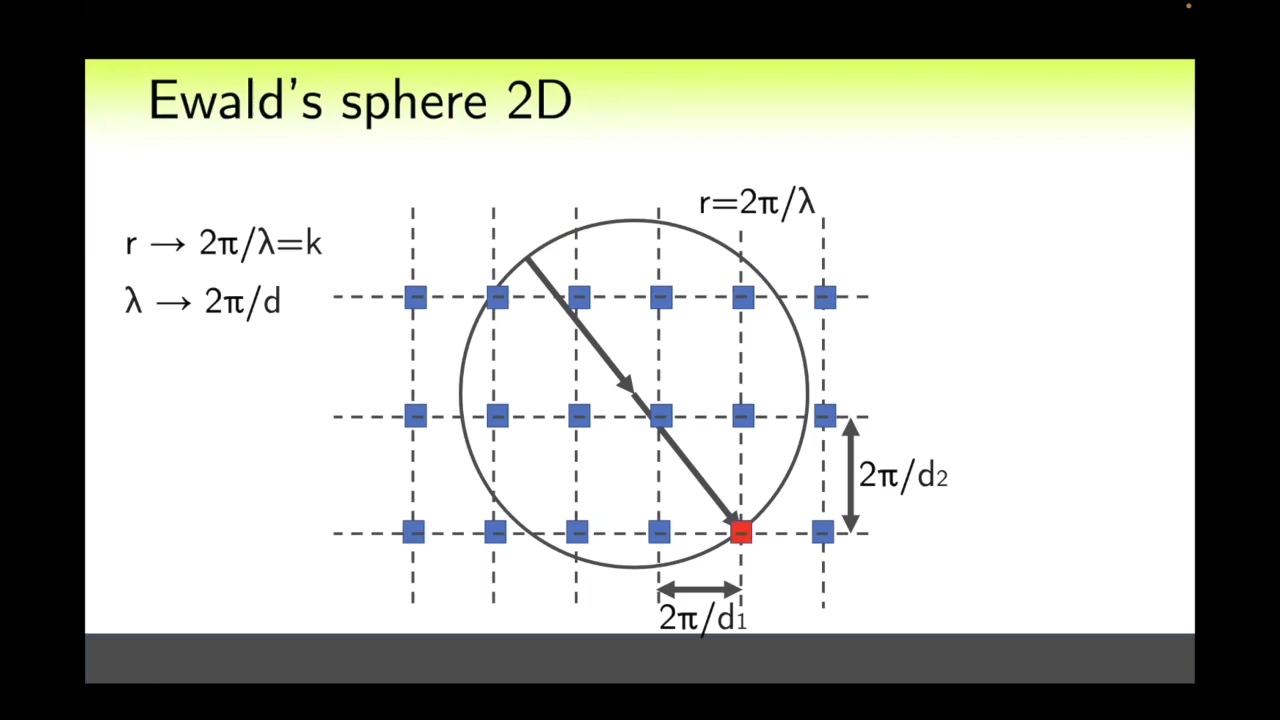 Ewald's sphere 2D
r=2π/λ
r → 2π/λ=k
λ → 2π/d
2π/d2
2π/d1